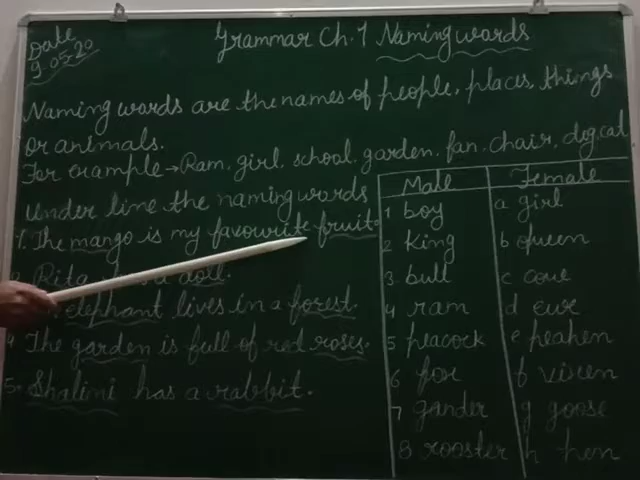 Date
9.05.20
Grammar Ch.1 Naming words
Naming words are the names of people, places, things
or animals.
For example → Ram, girl, school, garden, fan, chair, dog, cat
Under line the naming words
1. The mango is my favourite fruit.
2. Rita a doll.
elephant lives in a forest.
4 The garden is full of red roses.
5. Shalini has a rabbit.
Male Female
1 boy a girl
2 king b queen
3. bull c cow
4 ram d ewe
5 peacock e peahen
6 fox f vixen
7 gander g goose
8 rooster h hen